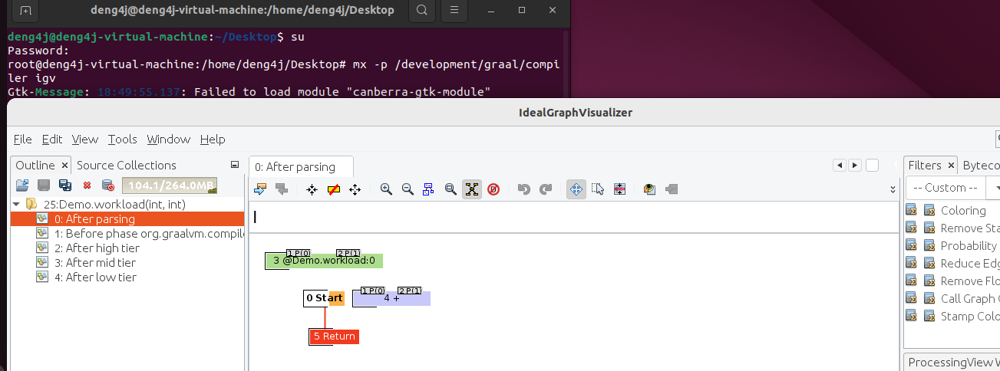 deng4j@deng4j-virtual-machine:/home/deng4j/Desktop
deng4j@deng4j-virtual-machine:~/Desktop$ su
Password:
root@deng4j-virtual-machine:/home/deng4j/Desktop# mx -p /development/graal/compi
ler igv
Gtk-Message: 18:49:55.137: Failed to load module "canberra-gtk-module"
IdealGraphVisualizer
File Edit View Tools Window Help
Outline Source Collections
104.1/264.0MB
25:Demo.workload(int, int)
0: After parsing
1: Before phase org.graalvm.compile
2: After high tier
3: After mid tier
4: After low tier
0: After parsing
1 P(0) 2 P(1)
3 @Demo.workload:0
0 Start
1 P(0) 2 P(1)
4 +
5 Return
Filters Byteco
-- Custom --
Coloring
Remove Sta
Probability
Reduce Edg
Remove Flo
Call Graph
Stamp Colo
ProcessingView W